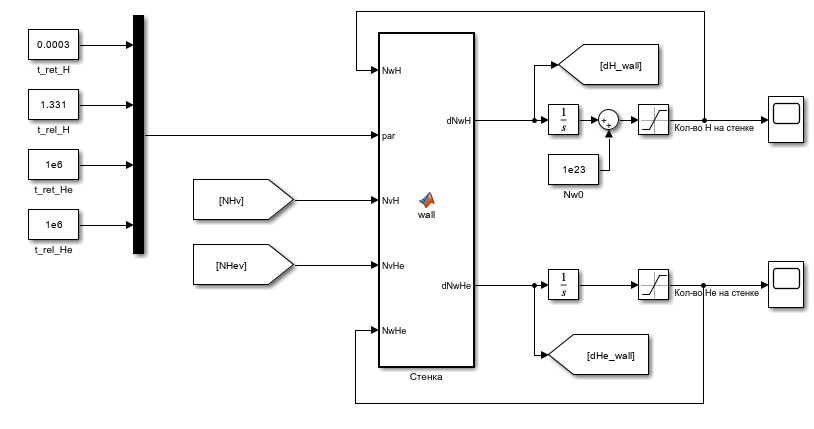 0.0003
t_ret_H
1.331
t_rel_H
1e6
t_ret_He
1e6
t_rel_He
[NHv]
[NHev]
NwH
par
NvH
NvHe
NwHe
dNwH
dNwHe
wall
Стенка
[dH_wall]
1
s
+
+
1e23
Nw0
Кол-во H на стенке
1
s
Кол-во He на стенке
[dHe_wall]